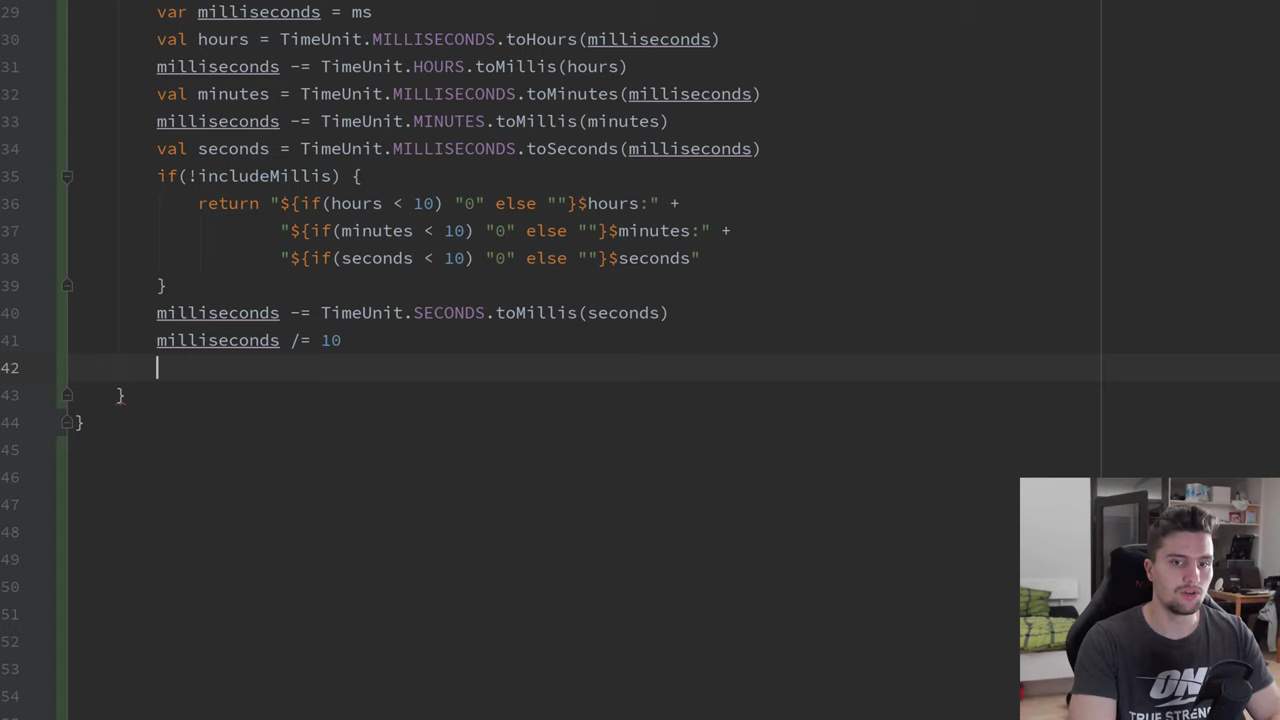 29 var milliseconds = ms
30 val hours = TimeUnit.MILLISECONDS.toHours(milliseconds)
31 milliseconds -= TimeUnit.HOURS.toMillis(hours)
32 val minutes = TimeUnit.MILLISECONDS.toMinutes(milliseconds)
33 milliseconds -= TimeUnit.MINUTES.toMillis(minutes)
34 val seconds = TimeUnit.MILLISECONDS.toSeconds(milliseconds)
35 if(!includeMillis) {
36 return "${if(hours < 10) "0" else ""}$hours:" +
37 "${if(minutes < 10) "0" else ""}$minutes:" +
38 "${if(seconds < 10) "0" else ""}$seconds"
39 }
40 milliseconds -= TimeUnit.SECONDS.toMillis(seconds)
41 milliseconds /= 10
42
43 }
44 }
45
46
47
48
49
50
51
52
53
54
ON
TRUE STRENG